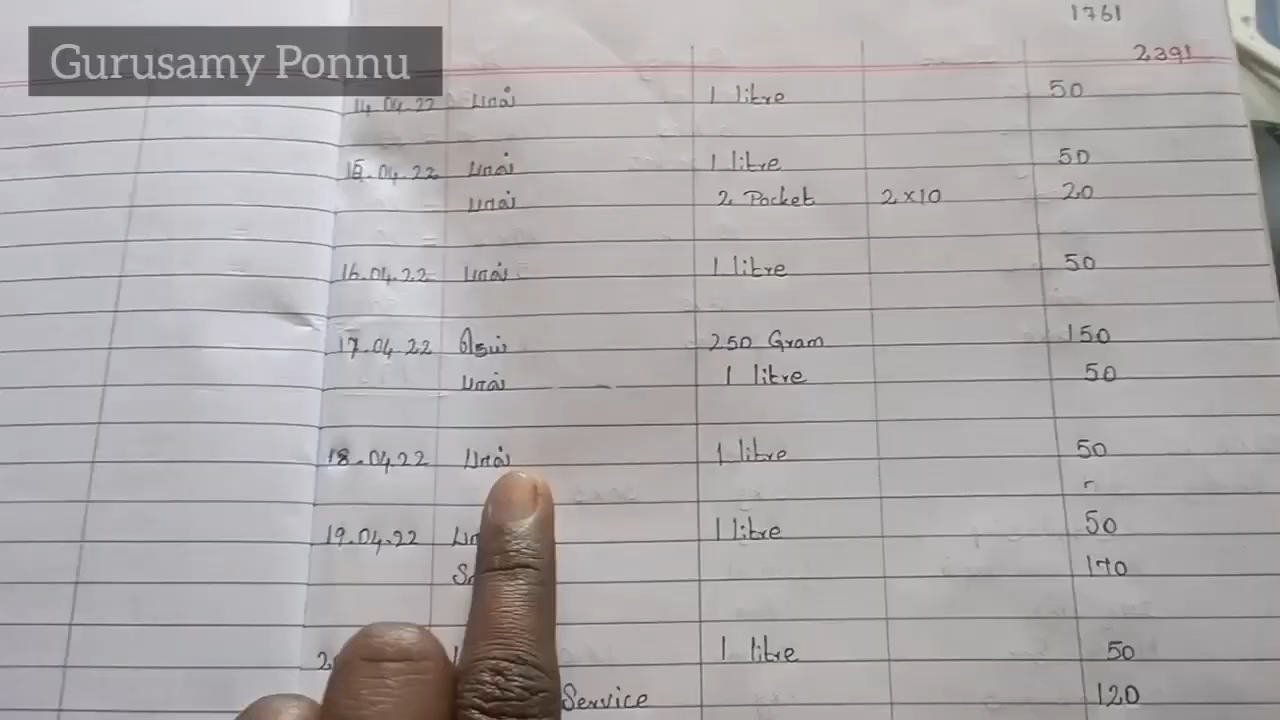 1761
Gurusamy Ponnu
2391
14.04.22 பால் 1 litre 50
15.04.22 பால் 1 litre 50
பால் 2 Pocket 2×10 20
16.04.22 பால் 1 litre 50
17.04.22 நெய் 250 Gram 150
பால் 1 litre 50
18.04.22 பால் 1 litre 50
19.04.22 1 litre 50
170
1 litre 50
Service 120